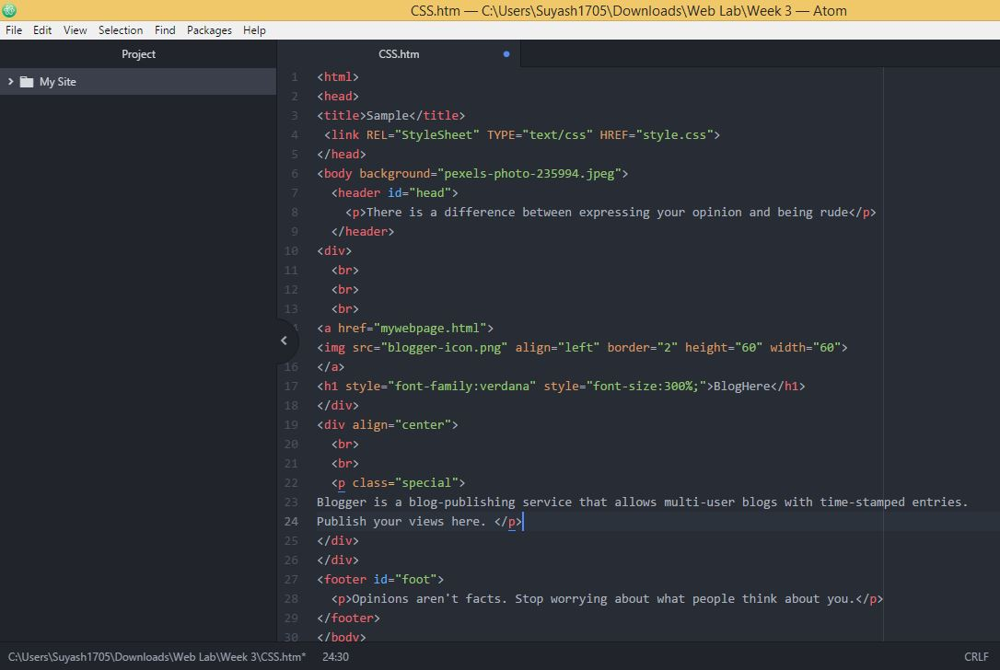 CSS.htm — C:\Users\Suyash1705\Downloads\Web Lab\Week 3 — Atom
File Edit View Selection Find Packages Help
Project
CSS.htm
My Site
1 <html>
2 <head>
3 <title>Sample</title>
4 <link REL="StyleSheet" TYPE="text/css" HREF="style.css">
5 </head>
6 <body background="pexels-photo-235994.jpeg">
7 <header id="head">
8 <p>There is a difference between expressing your opinion and being rude</p>
9 </header>
10 <div>
11 <br>
12 <br>
13 <br>
<a href="mywebpage.html">
<img src="blogger-icon.png" align="left" border="2" height="60" width="60">
16 </a>
17 <h1 style="font-family:verdana" style="font-size:300%;">BlogHere</h1>
18 </div>
19 <div align="center">
20 <br>
21 <br>
22 <p class="special">
23 Blogger is a blog-publishing service that allows multi-user blogs with time-stamped entries.
24 Publish your views here. </p>
25 </div>
26 </div>
27 <footer id="foot">
28 <p>Opinions aren't facts. Stop worrying about what people think about you.</p>
29 </footer>
30 </body>
C:\Users\Suyash1705\Downloads\Web Lab\Week 3\CSS.htm* 24:30 CRLF